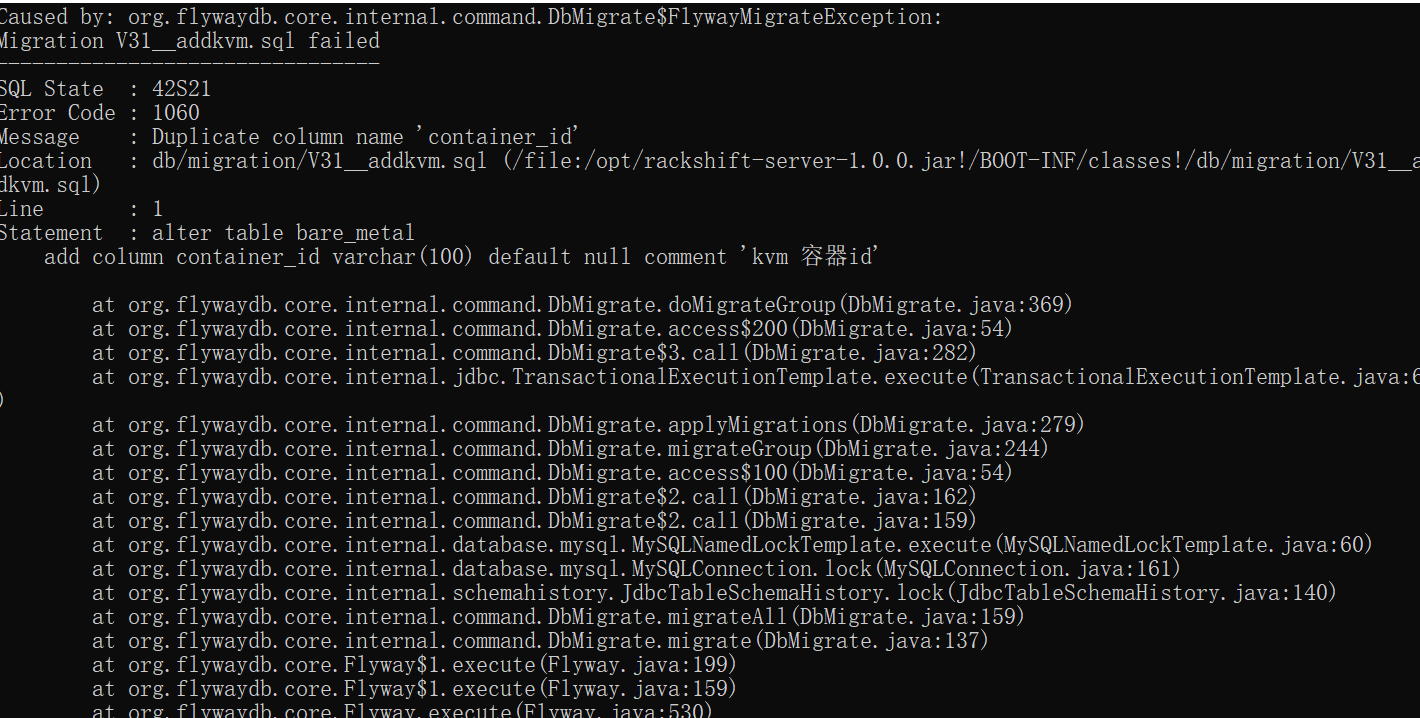 Caused by: org.flywaydb.core.internal.command.DbMigrate$FlywayMigrateException:
Migration V31__addkvm.sql failed
--------------------------------
SQL State  : 42S21
Error Code : 1060
Message    : Duplicate column name 'container_id'
Location   : db/migration/V31__addkvm.sql (/file:/opt/rackshift-server-1.0.0.jar!/BOOT-INF/classes!/db/migration/V31__a
dkvm.sql)
Line       : 1
Statement  : alter table bare_metal
    add column container_id varchar(100) default null comment 'kvm 容器id'
        at org.flywaydb.core.internal.command.DbMigrate.doMigrateGroup(DbMigrate.java:369)
        at org.flywaydb.core.internal.command.DbMigrate.access$200(DbMigrate.java:54)
        at org.flywaydb.core.internal.command.DbMigrate$3.call(DbMigrate.java:282)
        at org.flywaydb.core.internal.jdbc.TransactionalExecutionTemplate.execute(TransactionalExecutionTemplate.java:6
)
        at org.flywaydb.core.internal.command.DbMigrate.applyMigrations(DbMigrate.java:279)
        at org.flywaydb.core.internal.command.DbMigrate.migrateGroup(DbMigrate.java:244)
        at org.flywaydb.core.internal.command.DbMigrate.access$100(DbMigrate.java:54)
        at org.flywaydb.core.internal.command.DbMigrate$2.call(DbMigrate.java:162)
        at org.flywaydb.core.internal.command.DbMigrate$2.call(DbMigrate.java:159)
        at org.flywaydb.core.internal.database.mysql.MySQLNamedLockTemplate.execute(MySQLNamedLockTemplate.java:60)
        at org.flywaydb.core.internal.database.mysql.MySQLConnection.lock(MySQLConnection.java:161)
        at org.flywaydb.core.internal.schemahistory.JdbcTableSchemaHistory.lock(JdbcTableSchemaHistory.java:140)
        at org.flywaydb.core.internal.command.DbMigrate.migrateAll(DbMigrate.java:159)
        at org.flywaydb.core.internal.command.DbMigrate.migrate(DbMigrate.java:137)
        at org.flywaydb.core.Flyway$1.execute(Flyway.java:199)
        at org.flywaydb.core.Flyway$1.execute(Flyway.java:159)
        at org.flywaydb.core.Flyway.execute(Flyway.java:530)